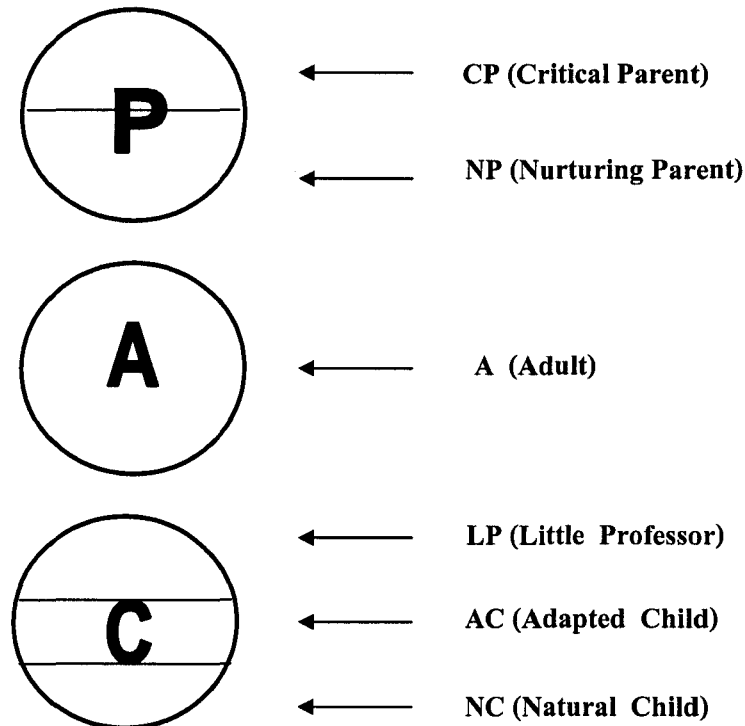 CP (Critical Parent)
P
NP (Nurturing Parent)
A
A (Adult)
LP (Little Professor)
C
AC (Adapted Child)
NC (Natural Child)